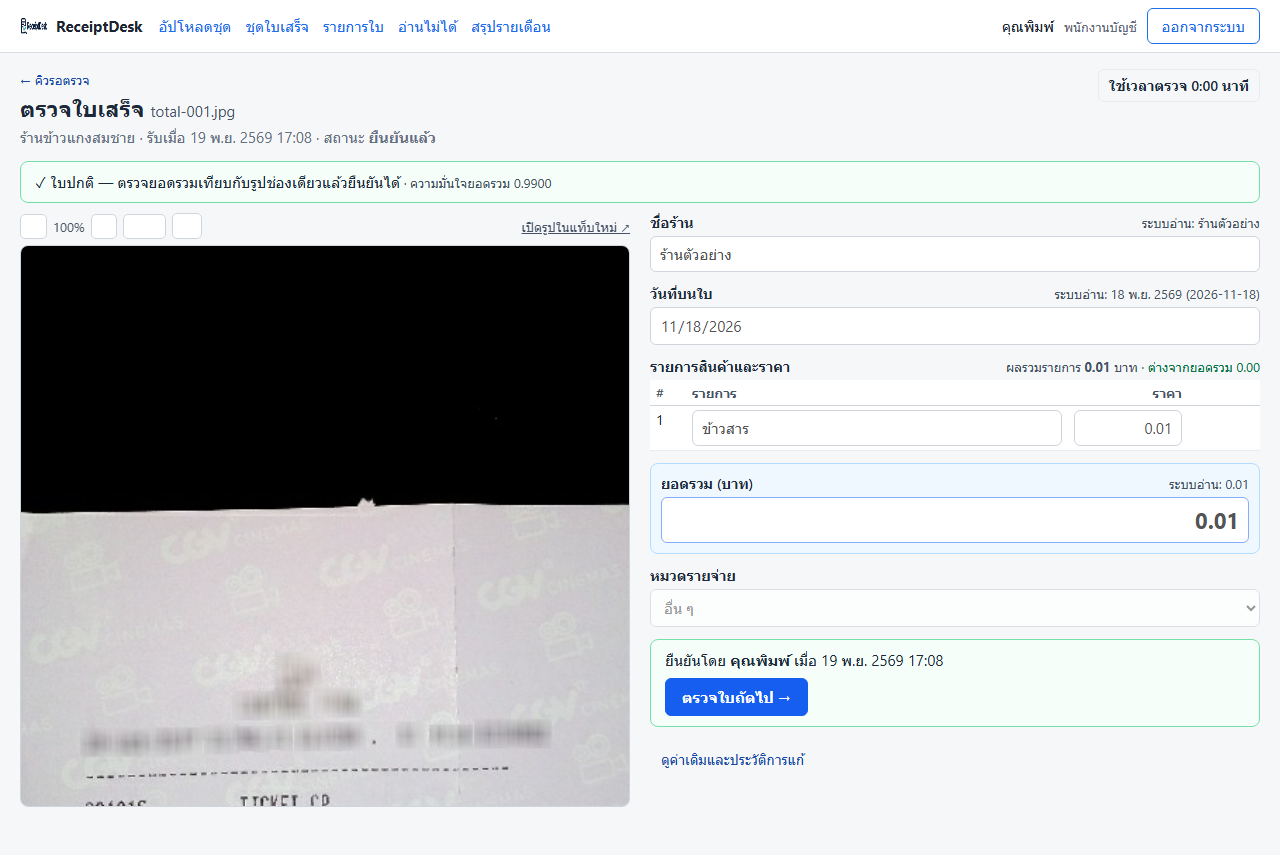 ReceiptDesk อัปโหลดชุด ชุดใบเสร็จ รายการใบ อ่านไม่ได้ สรุปรายเดือน คุณพิมพ์ พนักงานบัญชี ออกจากระบบ
← คิวรอตรวจ
ใช้เวลาตรวจ 0:00 นาที
ตรวจใบเสร็จ total-001.jpg
ร้านข้าวแกงสมชาย · รับเมื่อ 19 พ.ย. 2569 17:08 · สถานะ ยืนยันแล้ว
✓ ใบปกติ — ตรวจยอดรวมเทียบกับรูปช่องเดียวแล้วยืนยันได้ · ความมั่นใจยอดรวม 0.9900
100% เปิดรูปในแท็บใหม่ ↗
CGV CINEMAS
TICKET CP
ชื่อร้าน ระบบอ่าน: ร้านตัวอย่าง
ร้านตัวอย่าง
วันที่บนใบ ระบบอ่าน: 18 พ.ย. 2569 (2026-11-18)
11/18/2026
รายการสินค้าและราคา ผลรวมรายการ 0.01 บาท · ต่างจากยอดรวม 0.00
# รายการ ราคา
1 ข้าวสาร 0.01
ยอดรวม (บาท) ระบบอ่าน: 0.01
0.01
หมวดรายจ่าย
อื่น ๆ
ยืนยันโดย คุณพิมพ์ เมื่อ 19 พ.ย. 2569 17:08
ตรวจใบถัดไป →
ดูค่าเดิมและประวัติการแก้